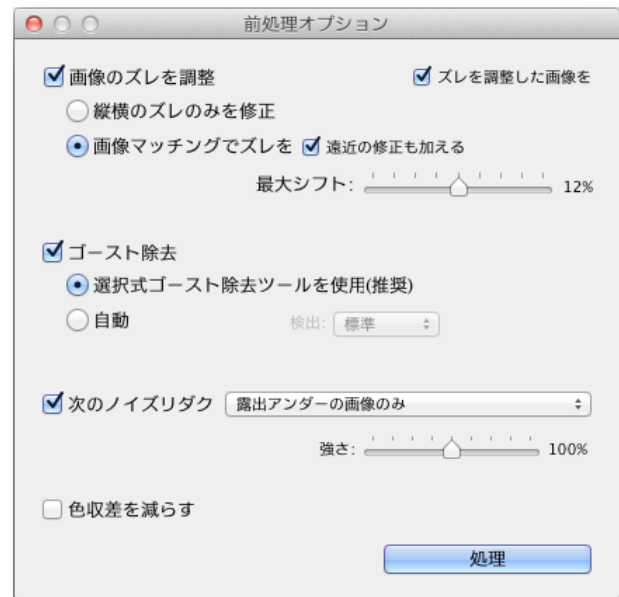 前処理オプション
画像のズレを調整 ズレを調整した画像を
縦横のズレのみを修正
画像マッチングでズレを 遠近の修正も加える
最大シフト: 12%
ゴースト除去
選択式ゴースト除去ツールを使用(推奨)
自動 検出: 標準
次のノイズリダク 露出アンダーの画像のみ
強さ: 100%
色収差を減らす
処理